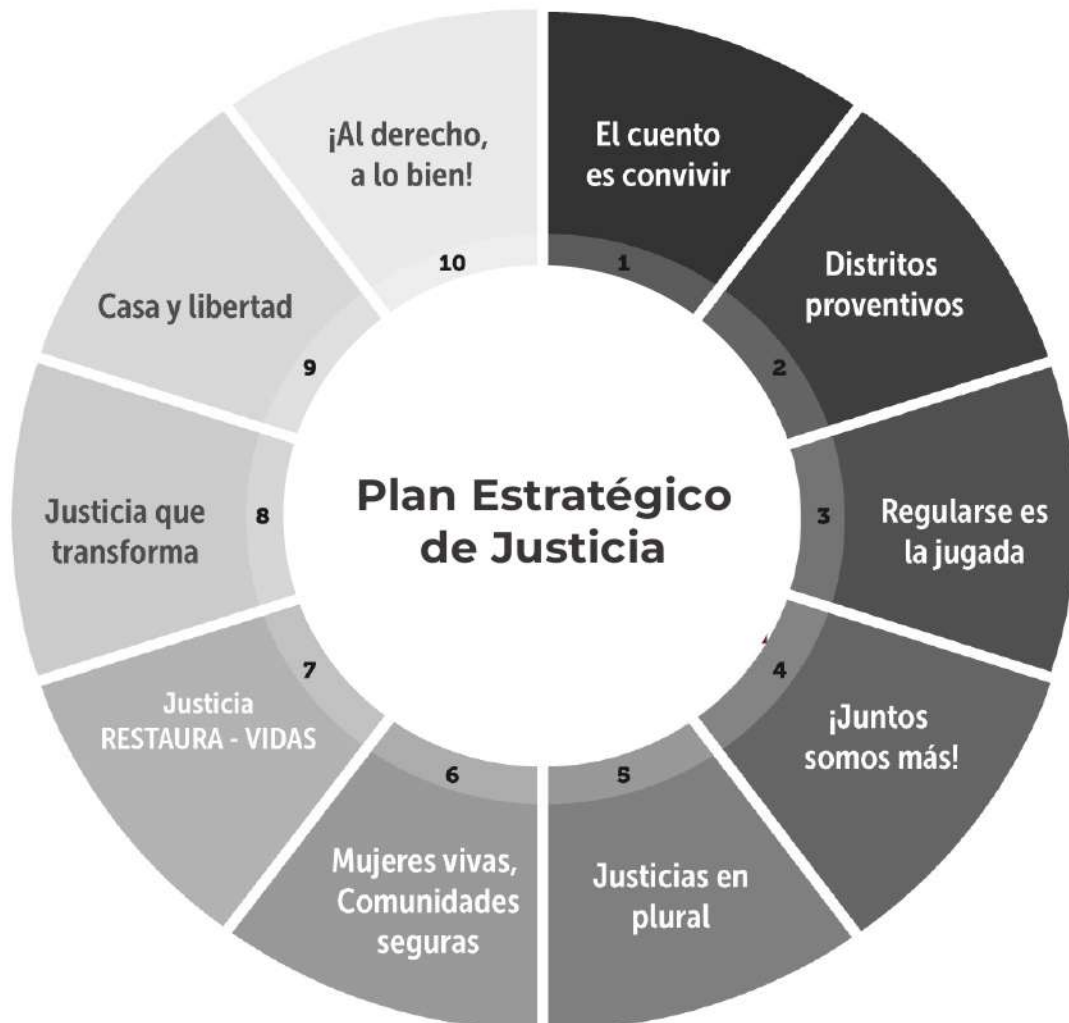 Plan Estratégico
de Justicia
1
El cuento
es convivir
2
Distritos
proventivos
3
Regularse es
la jugada
4
¡Juntos
somos más!
5
Justicias en
plural
6
Mujeres vivas,
Comunidades
seguras
7
Justicia
RESTAURA - VIDAS
8
Justicia que
transforma
9
Casa y libertad
10
¡Al derecho,
a lo bien!